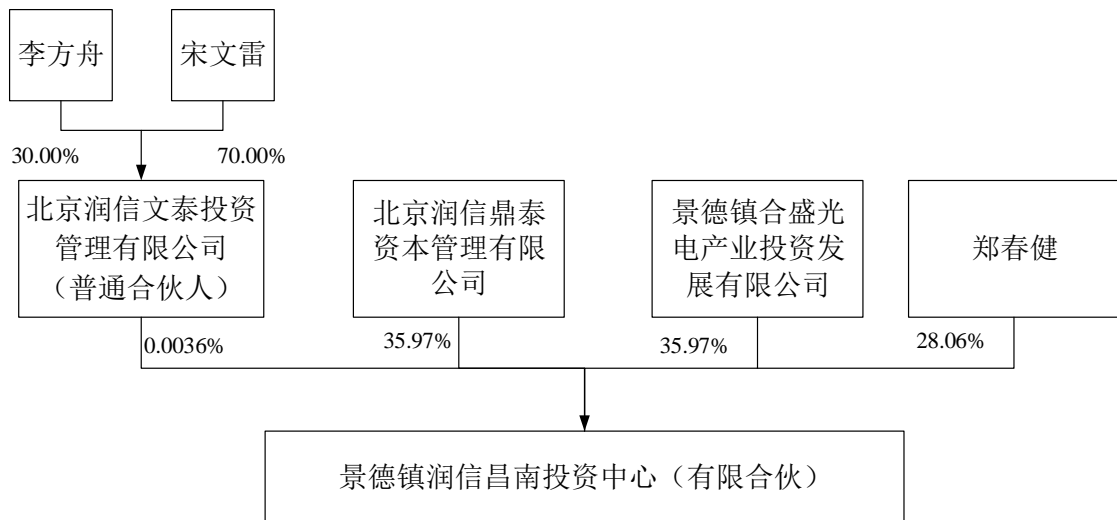 李方舟
宋文雷
30.00%
70.00%
北京润信文泰投资
管理有限公司
（普通合伙人）
北京润信鼎泰
资本管理有限
公司
景德镇合盛光
电产业投资发
展有限公司
郑春健
0.0036%
35.97%
35.97%
28.06%
景德镇润信昌南投资中心（有限合伙）